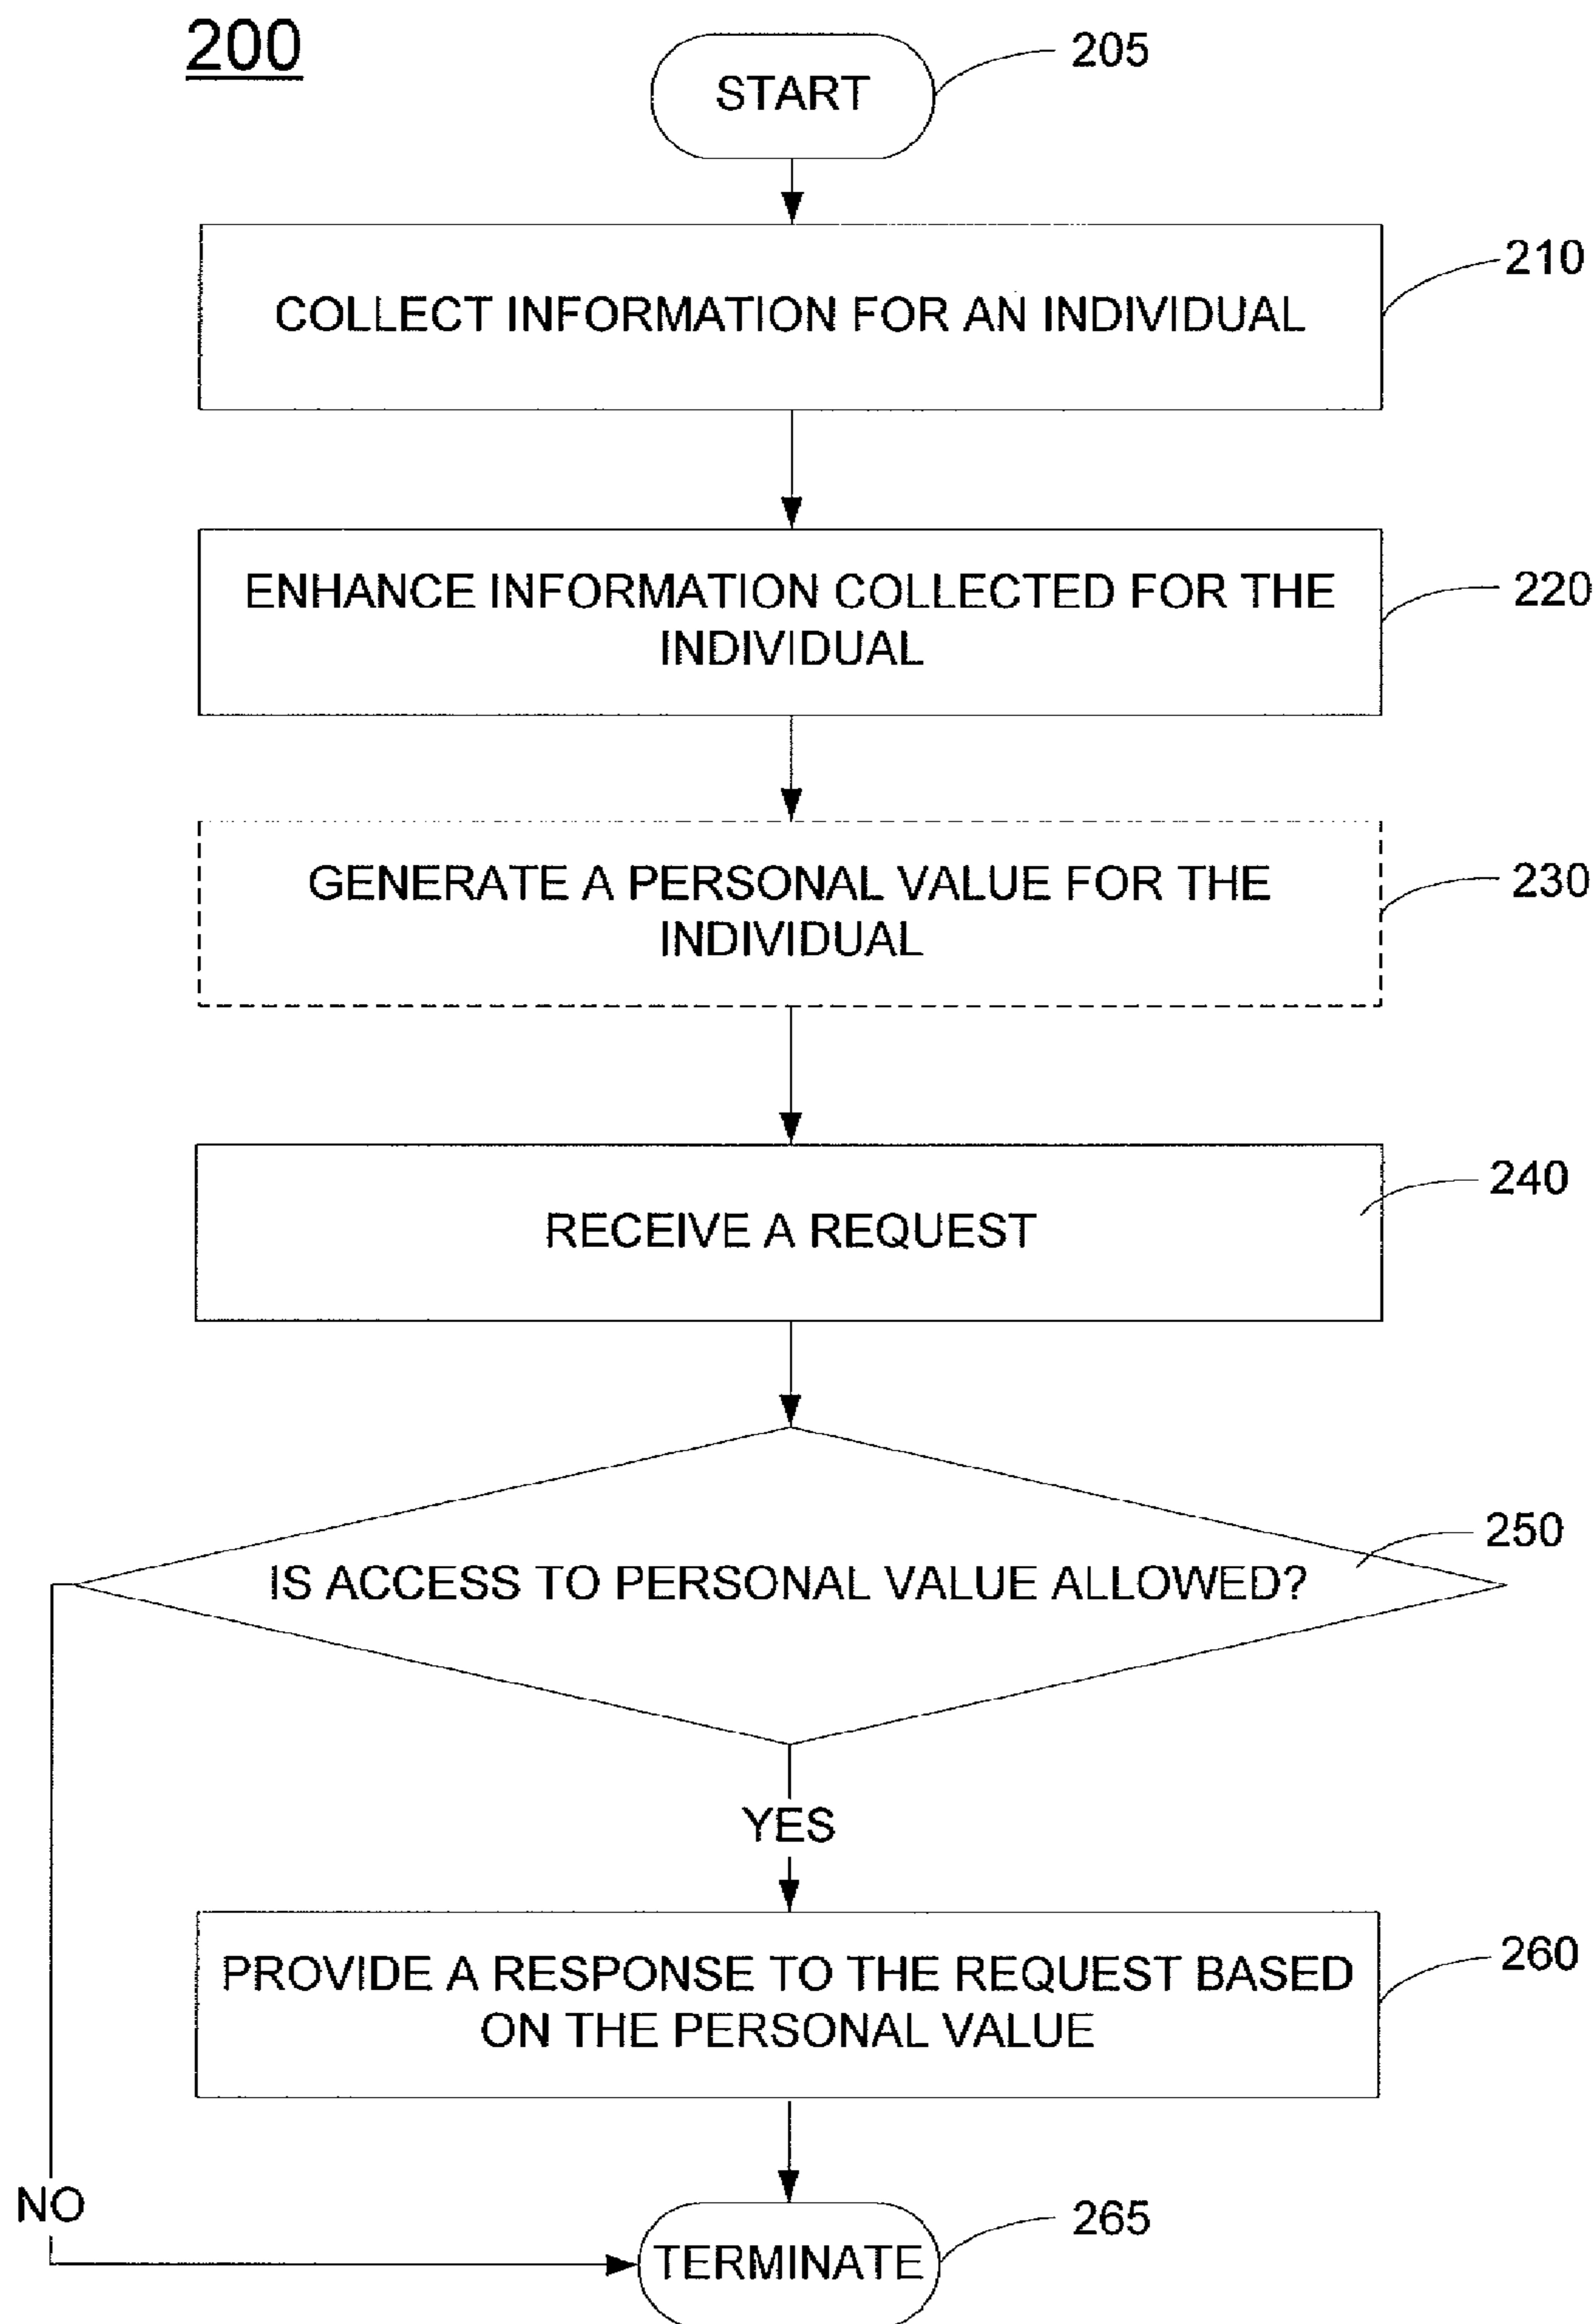 200
START
205
COLLECT INFORMATION FOR AN INDIVIDUAL
210
ENHANCE INFORMATION COLLECTED FOR THE
INDIVIDUAL
220
GENERATE A PERSONAL VALUE FOR THE
INDIVIDUAL
230
RECEIVE A REQUEST
240
IS ACCESS TO PERSONAL VALUE ALLOWED?
250
YES
PROVIDE A RESPONSE TO THE REQUEST BASED
ON THE PERSONAL VALUE
260
NO
TERMINATE
265